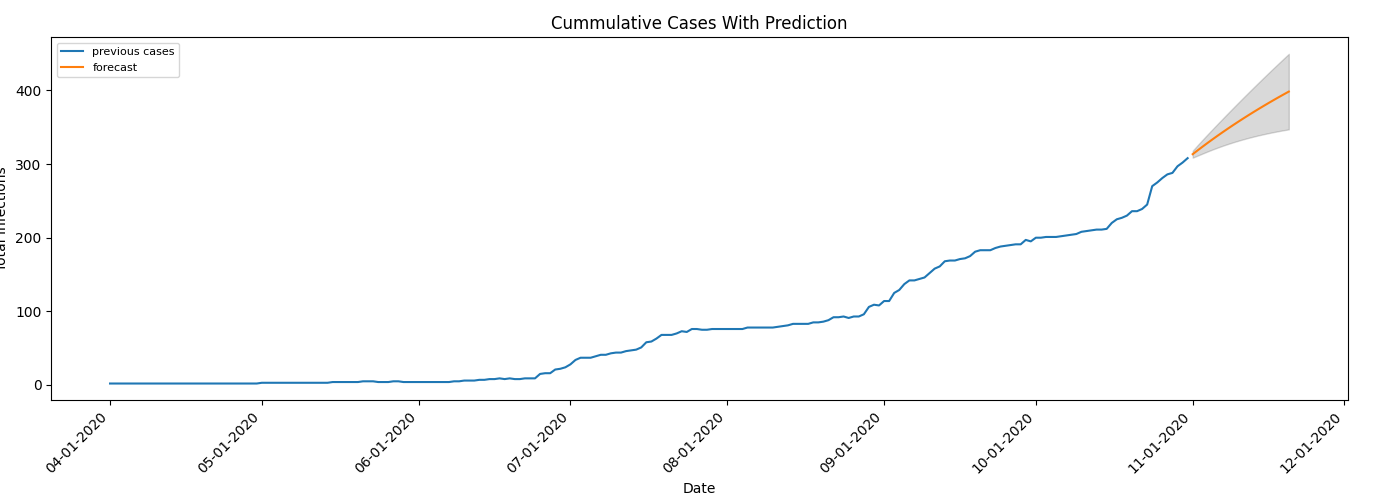 Cummulative Cases With Prediction
previous cases
forecast
400
300
200
100
0
Total Infections
04-01-2020
05-01-2020
06-01-2020
07-01-2020
08-01-2020
09-01-2020
10-01-2020
11-01-2020
12-01-2020
Date